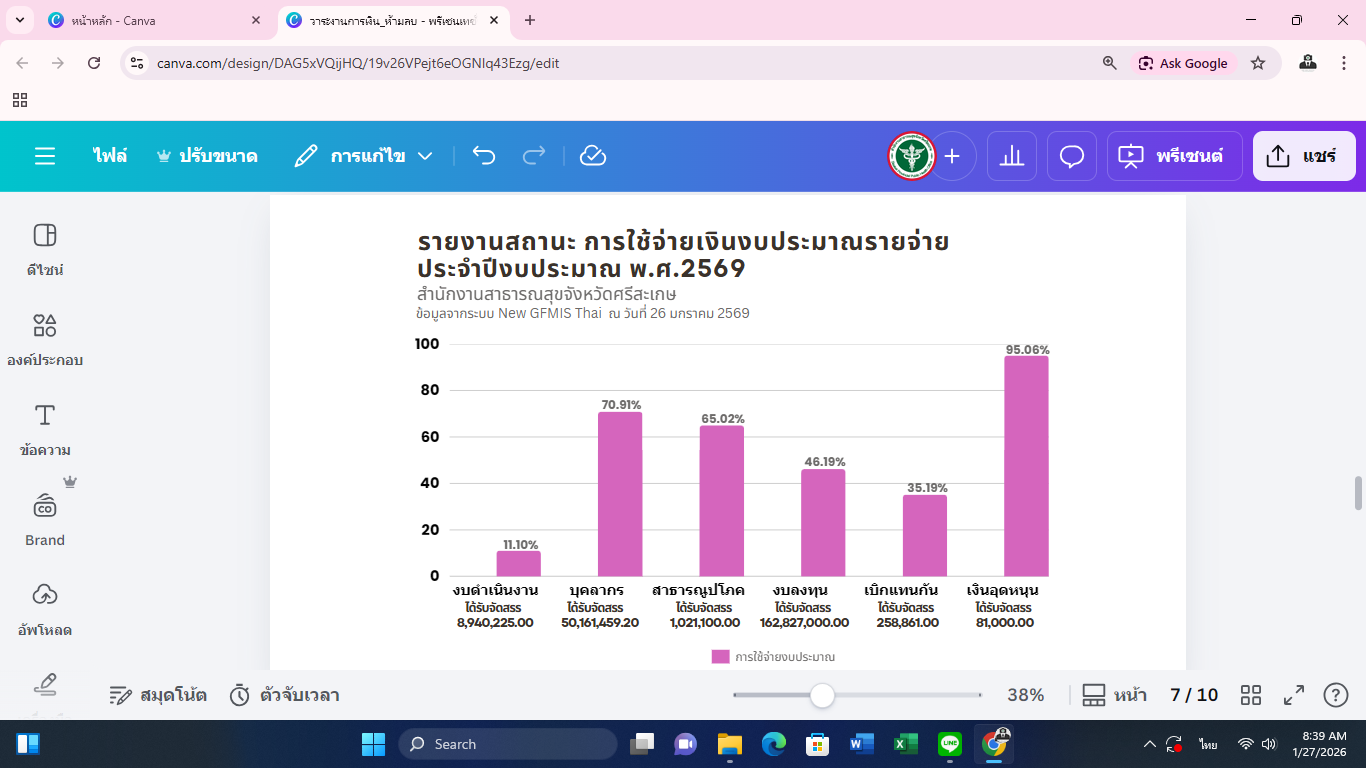 หน้าหลัก - Canva
วาระงานการเงิน_ห้ามลบ - พรีเซนเทช
canva.com/design/DAG5xVQijHQ/19v26VPejt6eOGNlq43Ezg/edit
Ask Google
ไฟล์
ปรับขนาด
การแก้ไข
พรีเซนต์
แชร์
ดีไซน์
องค์ประกอบ
ข้อความ
Brand
อัพโหลด
รายงานสถานะ การใช้จ่ายเงินงบประมาณรายจ่าย
ประจำปีงบประมาณ พ.ศ.2569
สำนักงานสาธารณสุขจังหวัดศรีสะเกษ
ข้อมูลจากระบบ New GFMIS Thai ณ วันที่ 26 มกราคม 2569
100
80
60
40
20
0
11.10%
70.91%
65.02%
46.19%
35.19%
95.06%
งบดำเนินงาน บุคลากร สาธารณูปโภค งบลงทุน เบิกแทนกัน เงินอุดหนุน
ได้รับจัดสรร ได้รับจัดสรร ได้รับจัดสรร ได้รับจัดสรร ได้รับจัดสรร ได้รับจัดสรร
8,940,225.00 50,161,459.20 1,021,100.00 162,827,000.00 258,861.00 81,000.00
การใช้จ่ายงบประมาณ
สมุดโน้ต
ตัวจับเวลา
38%
หน้า
7 / 10
Search
ไทย
8:39 AM
1/27/2026